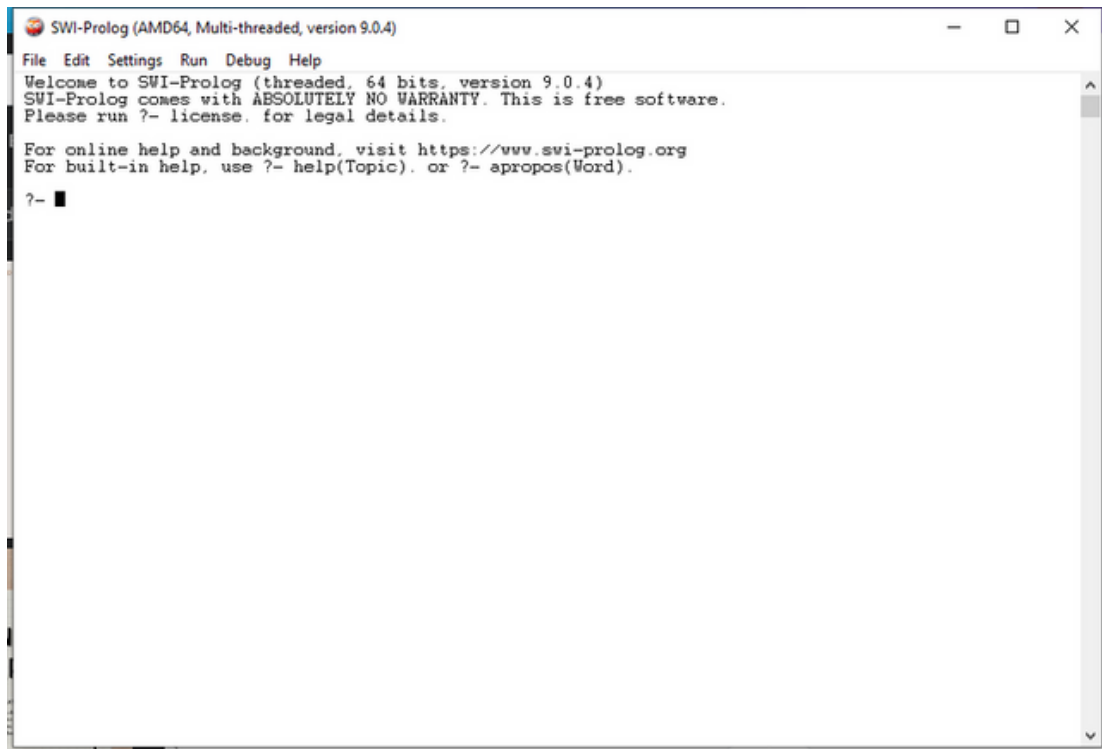 SWI-Prolog (AMD64, Multi-threaded, version 9.0.4)
File Edit Settings Run Debug Help
Welcome to SWI-Prolog (threaded, 64 bits, version 9.0.4)
SWI-Prolog comes with ABSOLUTELY NO WARRANTY. This is free software.
Please run ?- license. for legal details.
For online help and background, visit https://www.swi-prolog.org
For built-in help, use ?- help(Topic). or ?- apropos(Word).
?-